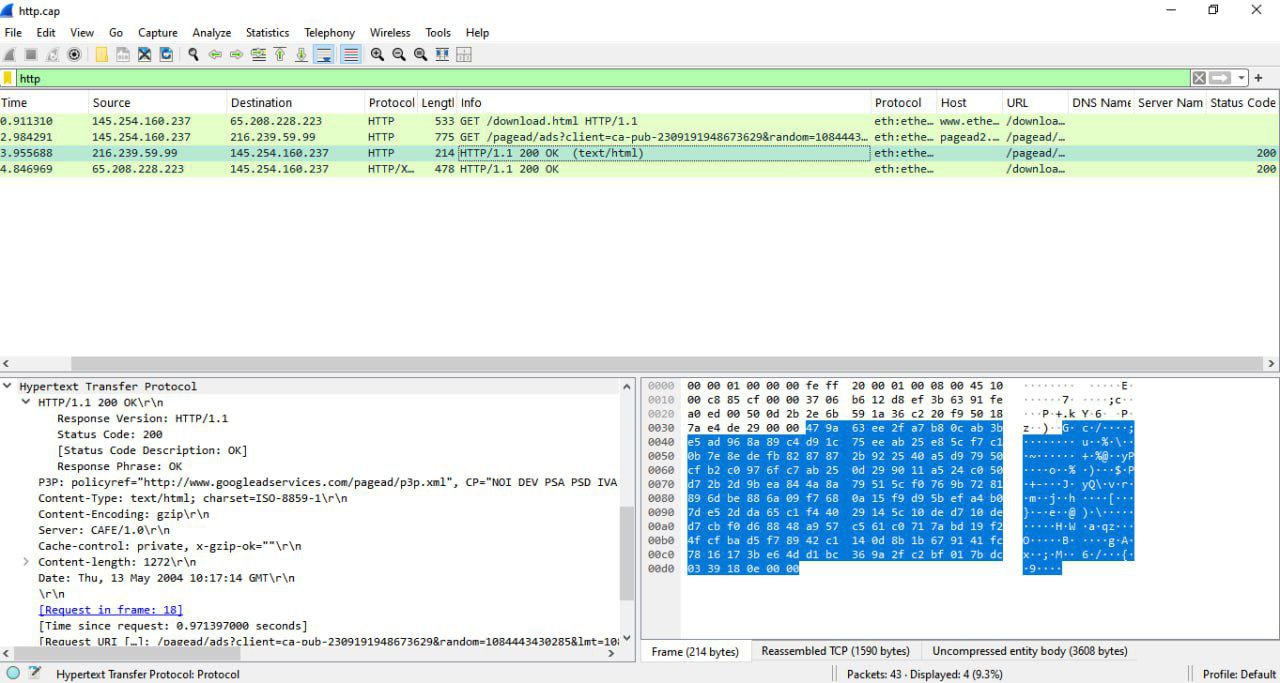 http.cap
File Edit View Go Capture Analyze Statistics Telephony Wireless Tools Help
http
Time Source Destination Protocol Lengtl Info Protocol Host URL DNS Name Server Nam Status Code
0.911310 145.254.160.237 65.208.228.223 HTTP 533 GET /download.html HTTP/1.1 eth:ethe… www.ethe… /downloa…
2.984291 145.254.160.237 216.239.59.99 HTTP 775 GET /pagead/ads?client=ca-pub-2309191948673629&random=1084443… eth:ethe… pagead2.… /pagead/…
3.955688 216.239.59.99 145.254.160.237 HTTP 214 HTTP/1.1 200 OK (text/html) eth:ethe… /pagead/… 200
4.846969 65.208.228.223 145.254.160.237 HTTP/X… 478 HTTP/1.1 200 OK eth:ethe… /downloa… 200
Hypertext Transfer Protocol
HTTP/1.1 200 OK\r\n
Response Version: HTTP/1.1
Status Code: 200
[Status Code Description: OK]
Response Phrase: OK
P3P: policyref="http://www.googleadservices.com/pagead/p3p.xml", CP="NOI DEV PSA PSD IVA
Content-Type: text/html; charset=ISO-8859-1\r\n
Content-Encoding: gzip\r\n
Server: CAFE/1.0\r\n
Cache-control: private, x-gzip-ok=""\r\n
Content-length: 1272\r\n
Date: Thu, 13 May 2004 10:17:14 GMT\r\n
\r\n
[Request in frame: 18]
[Time since request: 0.971397000 seconds]
[Request URI […]: /pagead/ads?client=ca-pub-2309191948673629&random=1084443430285&lmt=108
0000 00 00 01 00 00 00 fe ff 20 00 01 00 08 00 45 10 ········ ·····E·
0010 00 c8 85 cf 00 00 37 06 b6 12 d8 ef 3b 63 91 fe ······7· ····;c··
0020 a0 ed 00 50 0d 2b 2e 6b 59 1a 36 c2 20 f9 50 18 ···P·+.k Y·6· ·P·
0030 7a e4 de 29 00 00 47 9a 63 ee 2f a7 b8 0c ab 3b z··)··G· c·/····;
0040 e5 ad 96 8a 89 c4 d9 1c 75 ee ab 25 e8 5c f7 c1 ········ u··%·\··
0050 0b 7e 8e de fb 82 87 87 2b 92 25 40 a5 d9 79 50 ·~······ +·%@··yP
0060 cf b2 c0 97 6f c7 ab 25 0d 29 90 11 a5 24 c0 50 ····o··% ·)···$·P
0070 d7 2b 2d 9b ea 84 4a 8a 79 51 5c f0 76 9b 72 81 ·+-···J· yQ\·v·r·
0080 89 6d be 88 6a 09 f7 68 0a 15 f9 d9 5b ef a4 b0 ·m··j··h ····[···
0090 7d e5 2d da 65 c1 f4 40 29 14 5c 10 de d7 10 de }·-·e··@ )·\·····
00a0 d7 cb f0 d6 88 48 a9 57 c5 61 c0 71 7a bd 19 f2 ·····H·W ·a·qz···
00b0 4f cf ba d5 f7 89 42 c1 14 0d 8b 1b 67 91 41 fc O·····B· ····g·A·
00c0 78 16 17 3b e6 4d d1 bc 36 9a 2f c2 bf 01 7b dc x··;·M·· 6·/···{·
00d0 03 39 18 0e 00 00 ·9····
Frame (214 bytes) Reassembled TCP (1590 bytes) Uncompressed entity body (3608 bytes)
Hypertext Transfer Protocol: Protocol Packets: 43 · Displayed: 4 (9.3%) Profile: Default